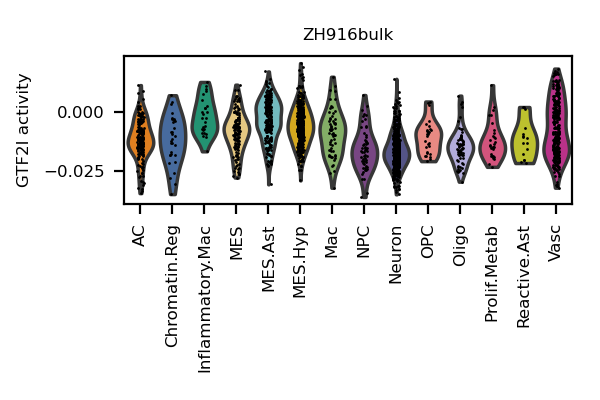 ZH916bulk
GTF2I activity
0.000
−0.025
AC
Chromatin.Reg
Inflammatory.Mac
MES
MES.Ast
MES.Hyp
Mac
NPC
Neuron
OPC
Oligo
Prolif.Metab
Reactive.Ast
Vasc